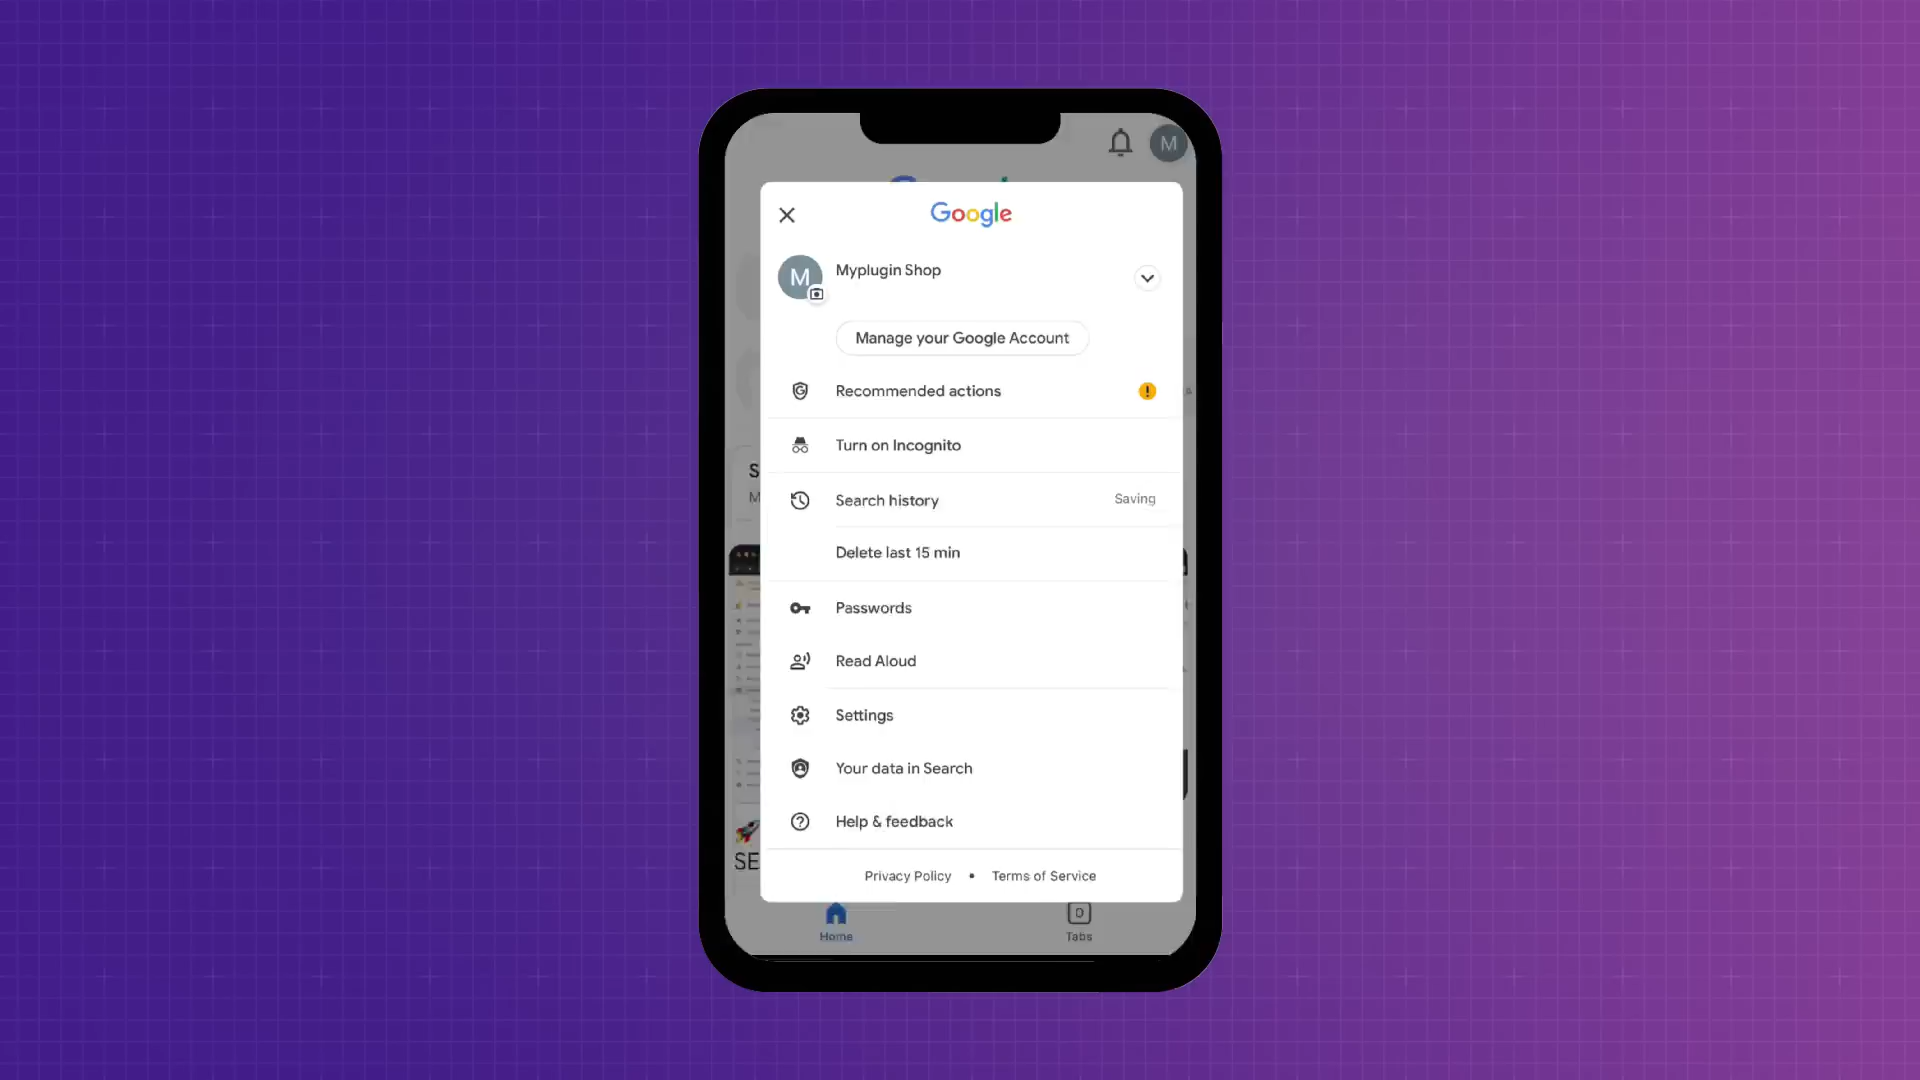 M
Google
M
Myplugin Shop
Manage your Google Account
Recommended actions
Turn on Incognito
Search history
Saving
Delete last 15 min
Passwords
Read Aloud
Settings
Your data in Search
Help & feedback
SE
Privacy Policy • Terms of Service
0
Home
Tabs